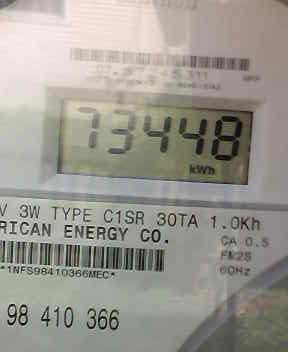 73448
kWh
V 3W TYPE C1SR 30TA 1.0Kh
RICAN ENERGY CO.
CA 0.5
FM2S
60Hz
*1NFS98410366MEC*
98 410 366